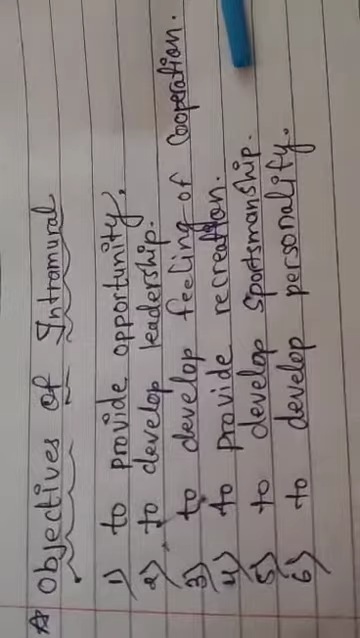 ☆ Objectives of Intramural
1) to provide opportunity.
2) to develop leadership.
3) to develop feeling of Cooperation.
4) to provide recreation.
5) to develop sportsmanship.
6) to develop personality.